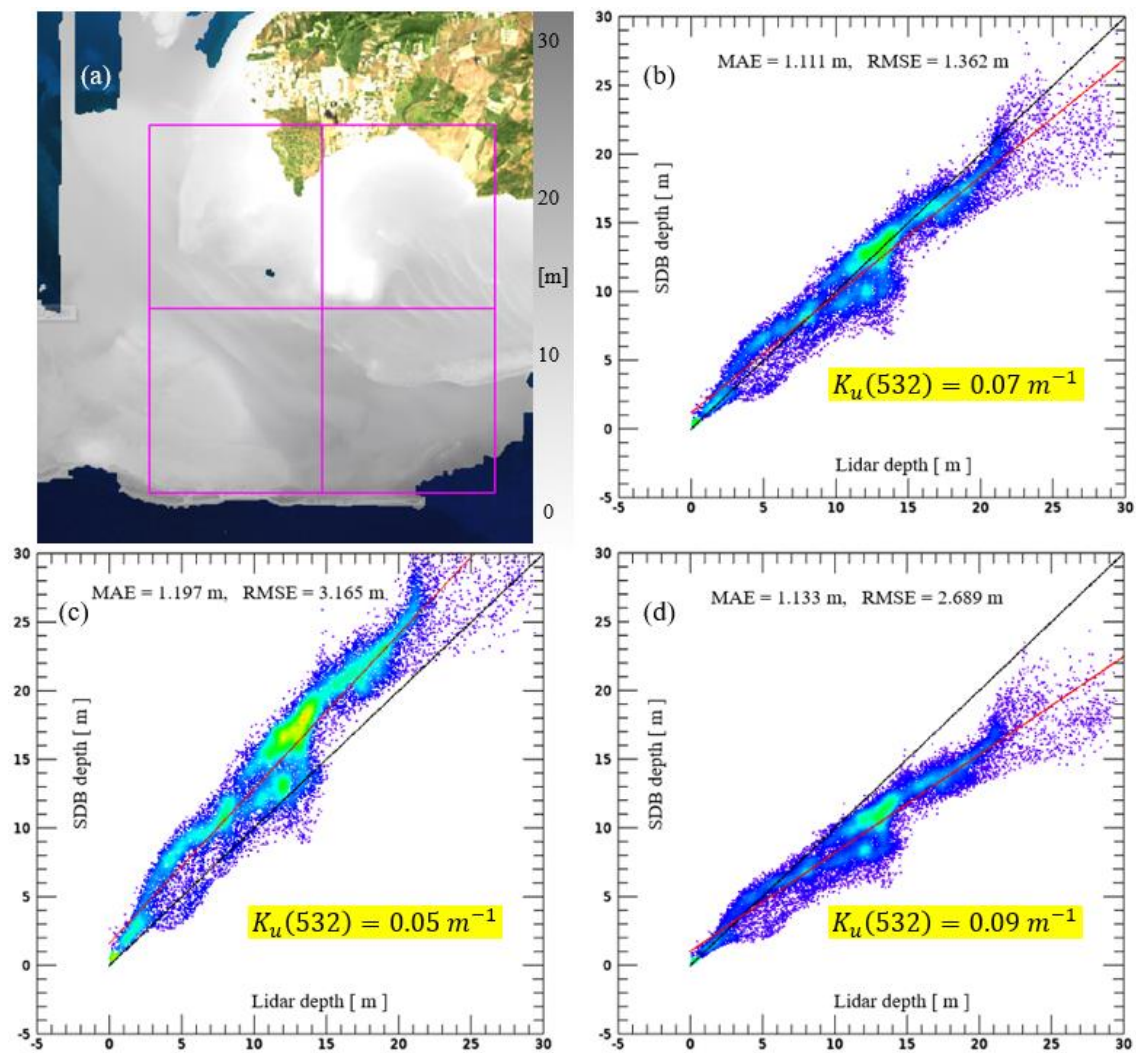 (a)
30
20
[m]
10
0
(b)
MAE = 1.111 m, RMSE = 1.362 m
30
25
20
15
10
5
0
-5
SDB depth [ m ]
K_u(532) = 0.07 m⁻¹
Lidar depth [ m ]
-5 0 5 10 15 20 25 30
(c)
MAE = 1.197 m, RMSE = 3.165 m
30
25
20
15
10
5
0
-5
SDB depth [ m ]
K_u(532) = 0.05 m⁻¹
Lidar depth [ m ]
-5 0 5 10 15 20 25 30
(d)
MAE = 1.133 m, RMSE = 2.689 m
30
25
20
15
10
5
0
-5
SDB depth [ m ]
K_u(532) = 0.09 m⁻¹
Lidar depth [ m ]
-5 0 5 10 15 20 25 30